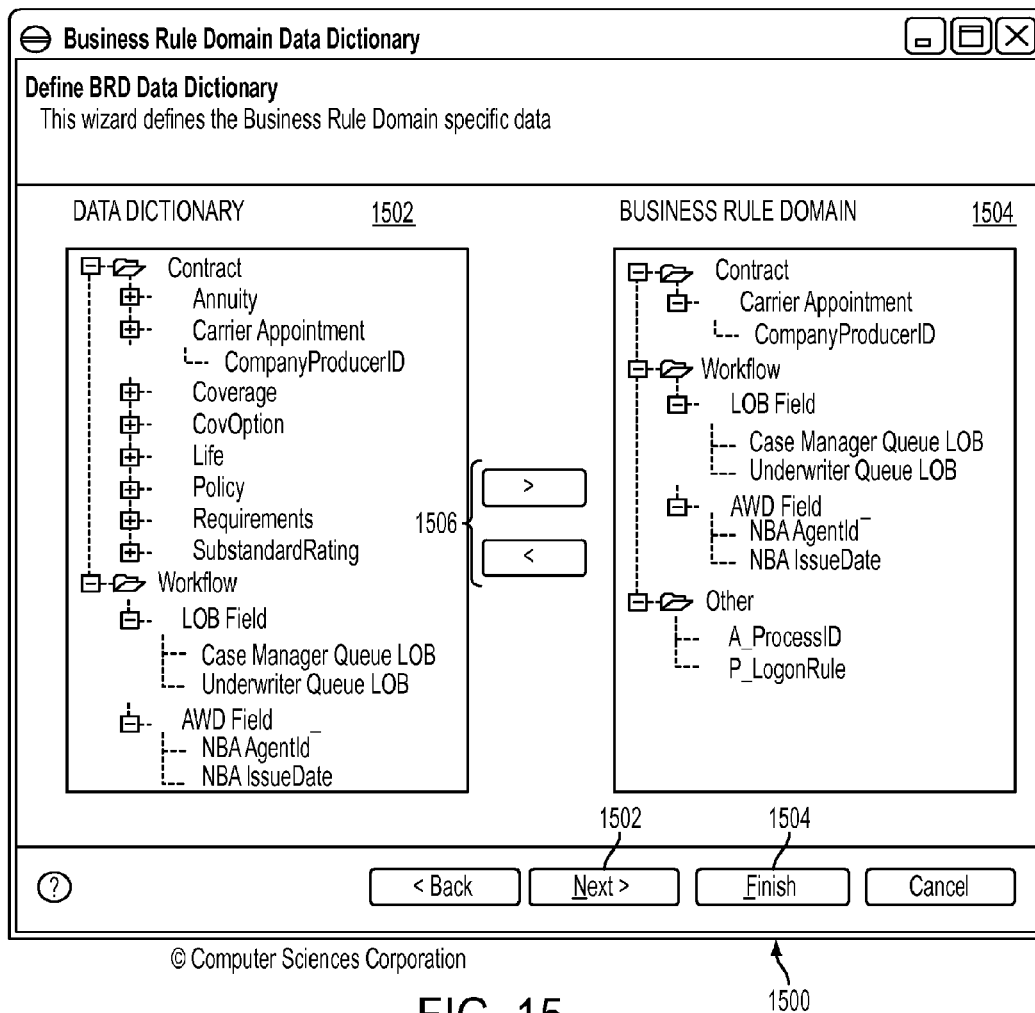 Business Rule Domain Data Dictionary
Define BRD Data Dictionary
This wizard defines the Business Rule Domain specific data
DATA DICTIONARY 1502
Contract
Annuity
Carrier Appointment
CompanyProducerID
Coverage
CovOption
Life
Policy
Requirements
SubstandardRating
Workflow
LOB Field
Case Manager Queue LOB
Underwriter Queue LOB
AWD Field_
NBA AgentId
NBA IssueDate
1506
>
<
BUSINESS RULE DOMAIN 1504
Contract
Carrier Appointment
CompanyProducerID
Workflow
LOB Field
Case Manager Queue LOB
Underwriter Queue LOB
AWD Field_
NBA AgentId
NBA IssueDate
Other
A_ProcessID
P_LogonRule
1502 1504
? < Back Next > Finish Cancel
© Computer Sciences Corporation
1500
FIG. 15